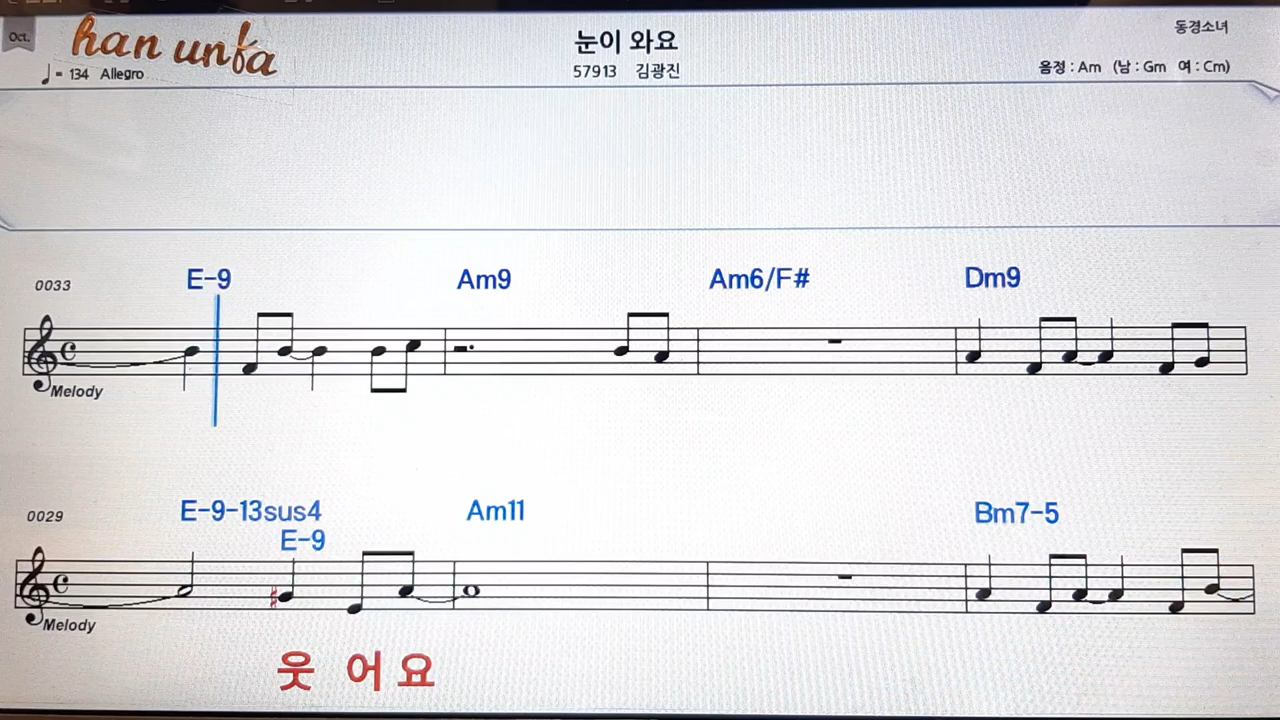 Oct.
han unfa
눈이 와요
동경소녀
♩= 134 Allegro
57913 김광진
음정 : Am (남 : Gm 여 : Cm)
0033
E-9 Am9 Am6/F# Dm9
Melody
0029
E-9-13sus4 Am11 Bm7-5
E-9
Melody
웃 어 요